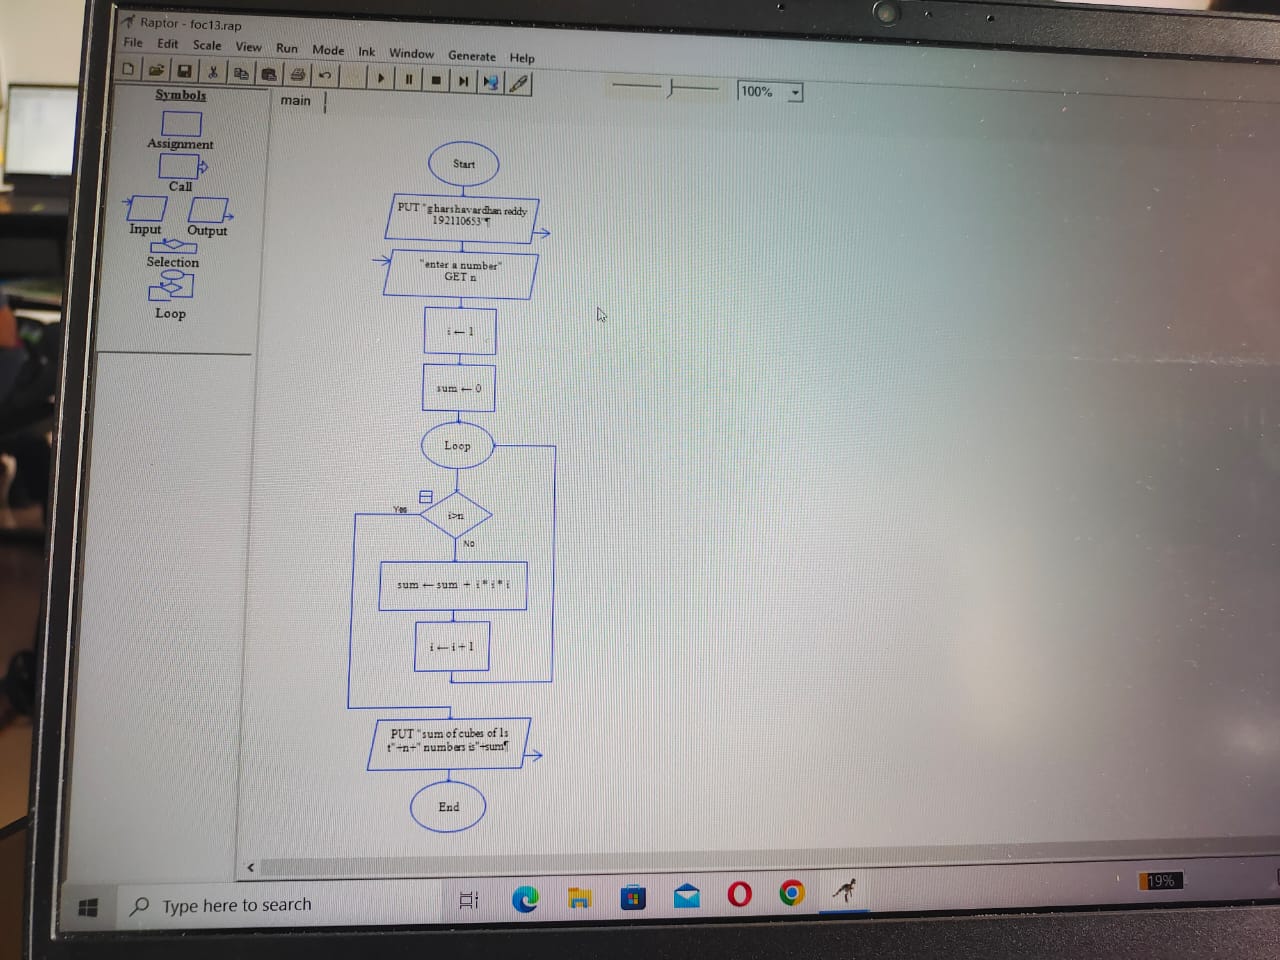 Raptor - foc13.rap
File Edit Scale View Run Mode Ink Window Generate Help
100%
Symbols
Assignment
Call
Input Output
Selection
Loop
main
Start
PUT "gharshavardhan reddy
192110653"¶
"enter a number"
GET n
i ← 1
sum ← 0
Loop
i>n
Yes
No
sum ← sum + i*i*i
i ← i+1
PUT "sum of cubes of 1s
t"+n+" numbers is"+sum¶
End
Type here to search
19%